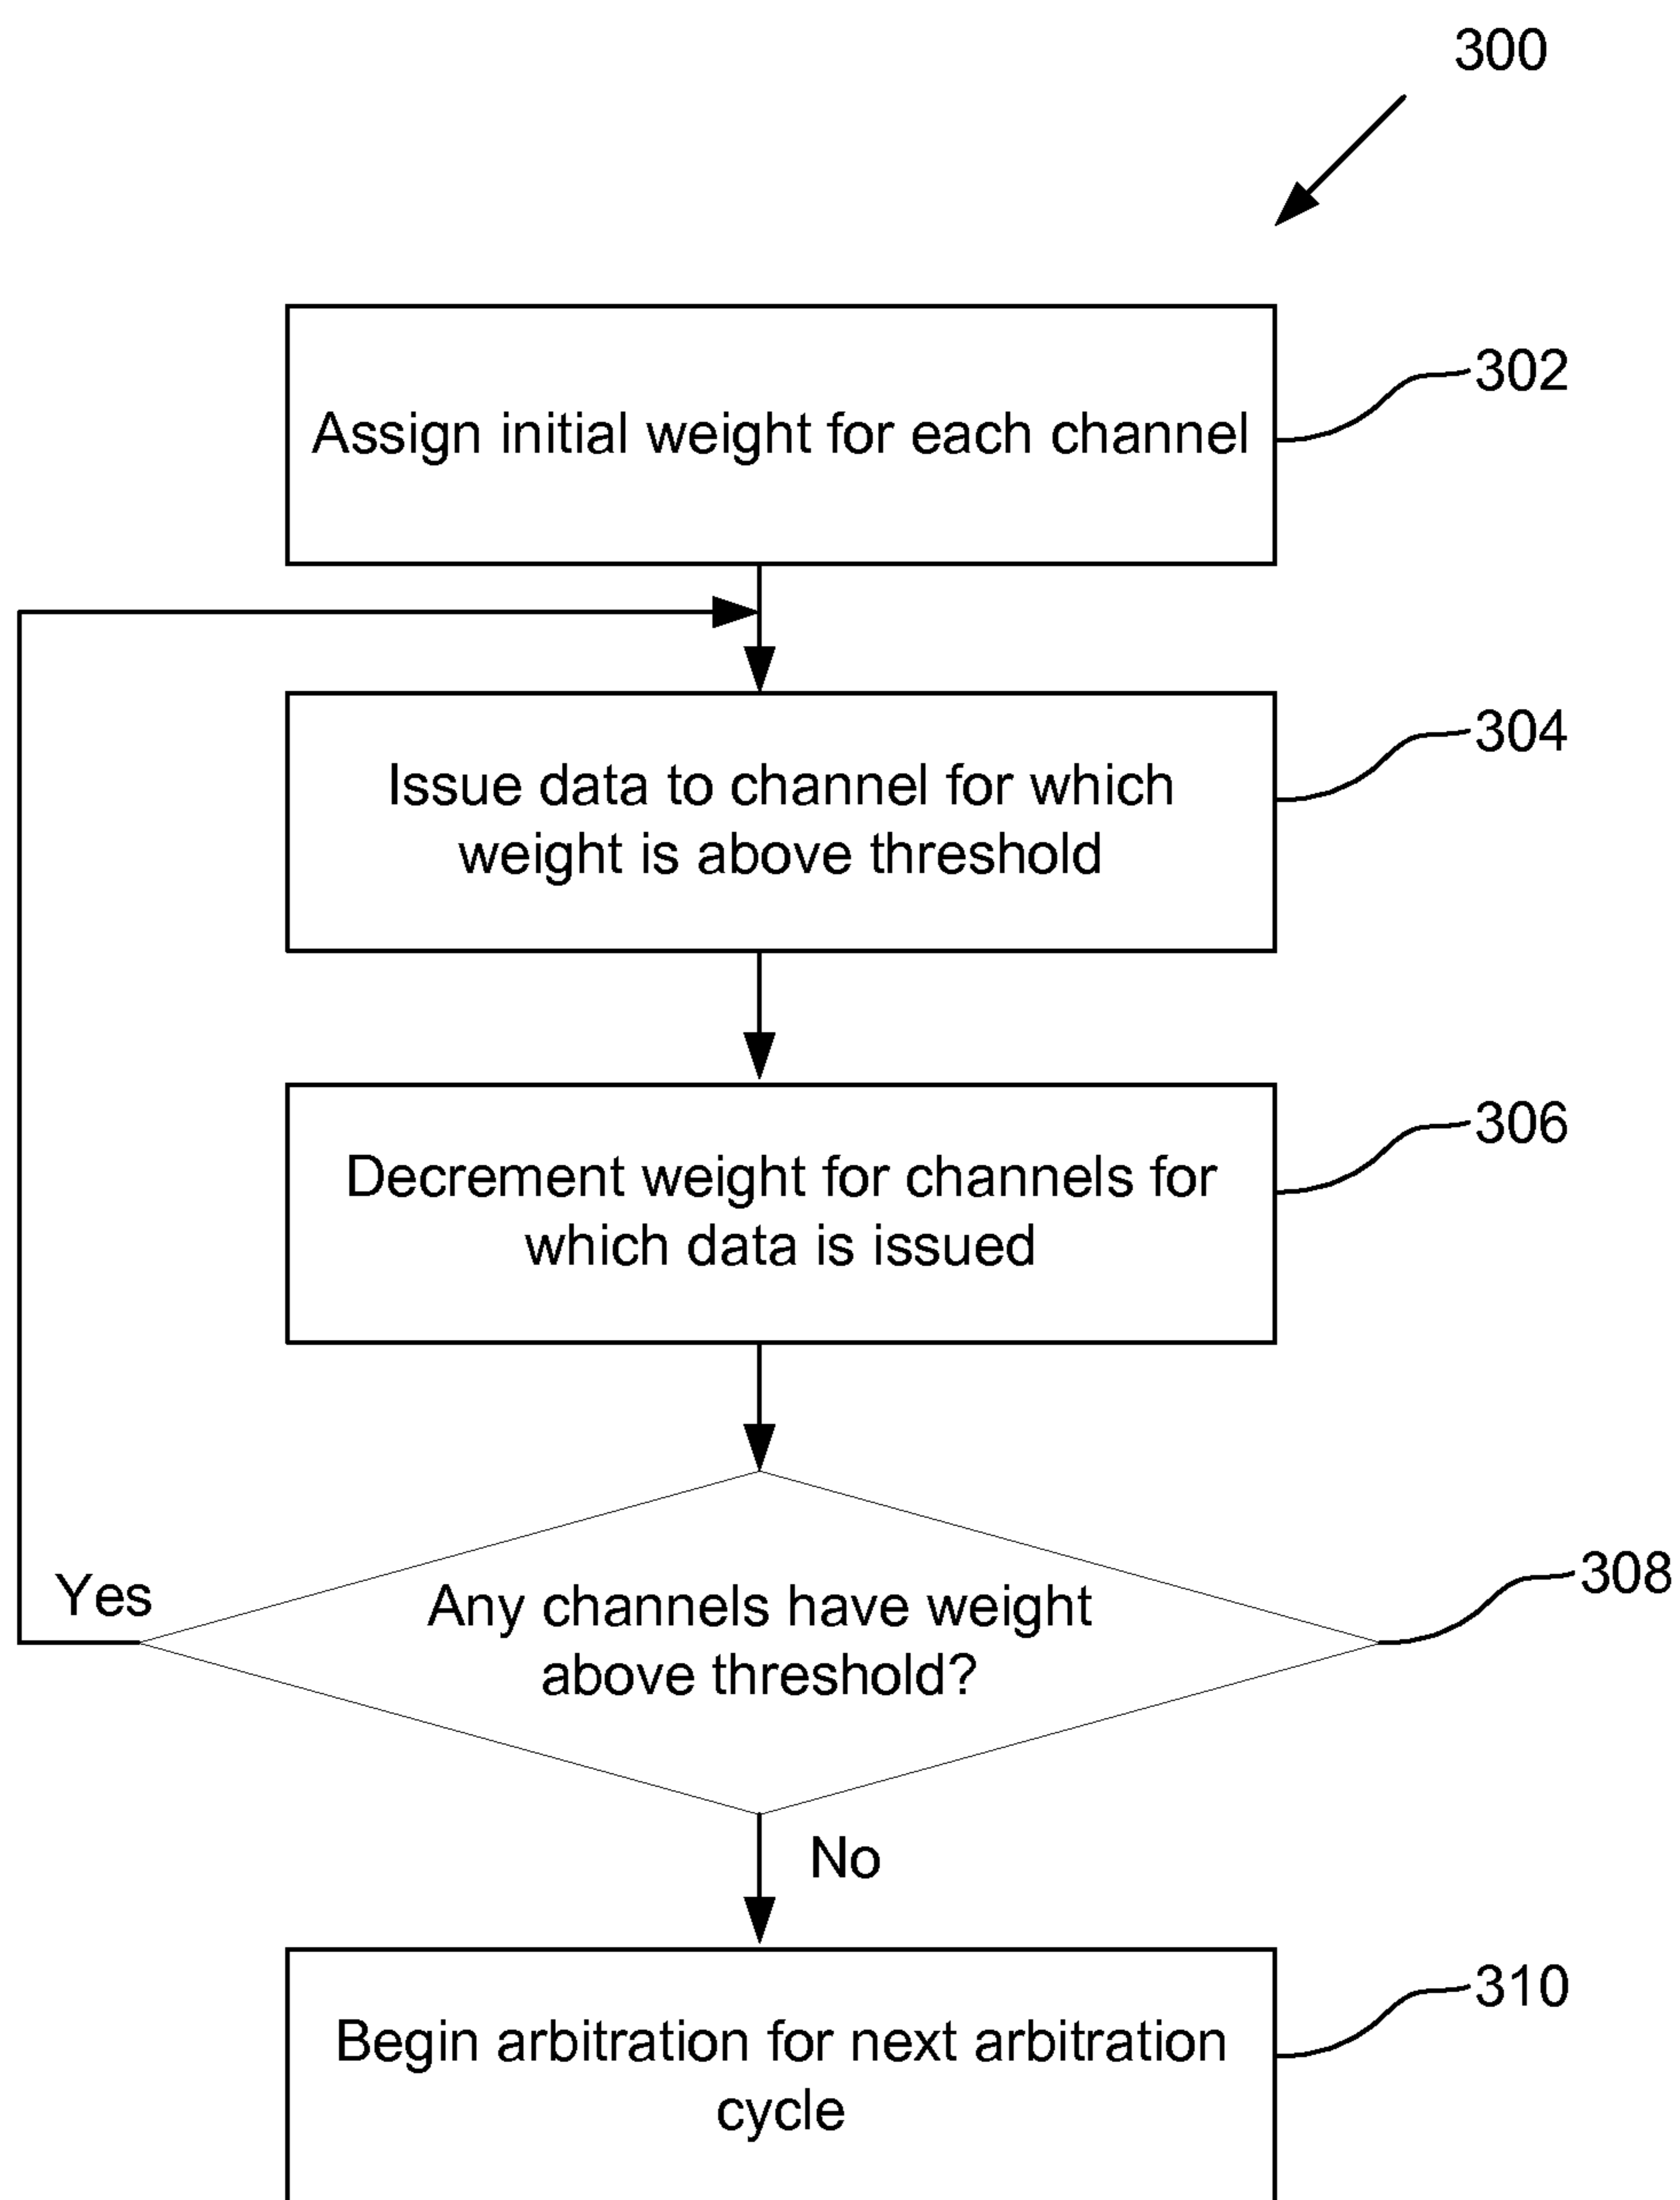 300
Assign initial weight for each channel
302
Issue data to channel for which
weight is above threshold
304
Decrement weight for channels for
which data is issued
306
Yes
Any channels have weight
above threshold?
308
No
Begin arbitration for next arbitration
cycle
310